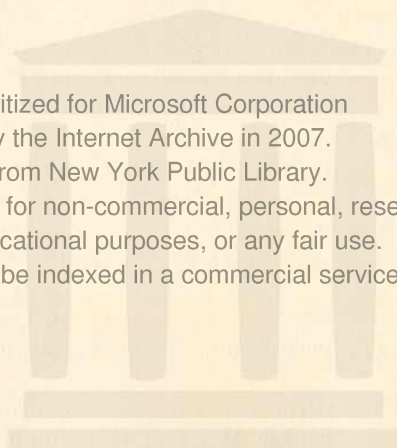 itized for Microsoft Corporation
y the Internet Archive in 2007.
rom New York Public Library.
for non-commercial, personal, rese
cational purposes, or any fair use.
be indexed in a commercial service